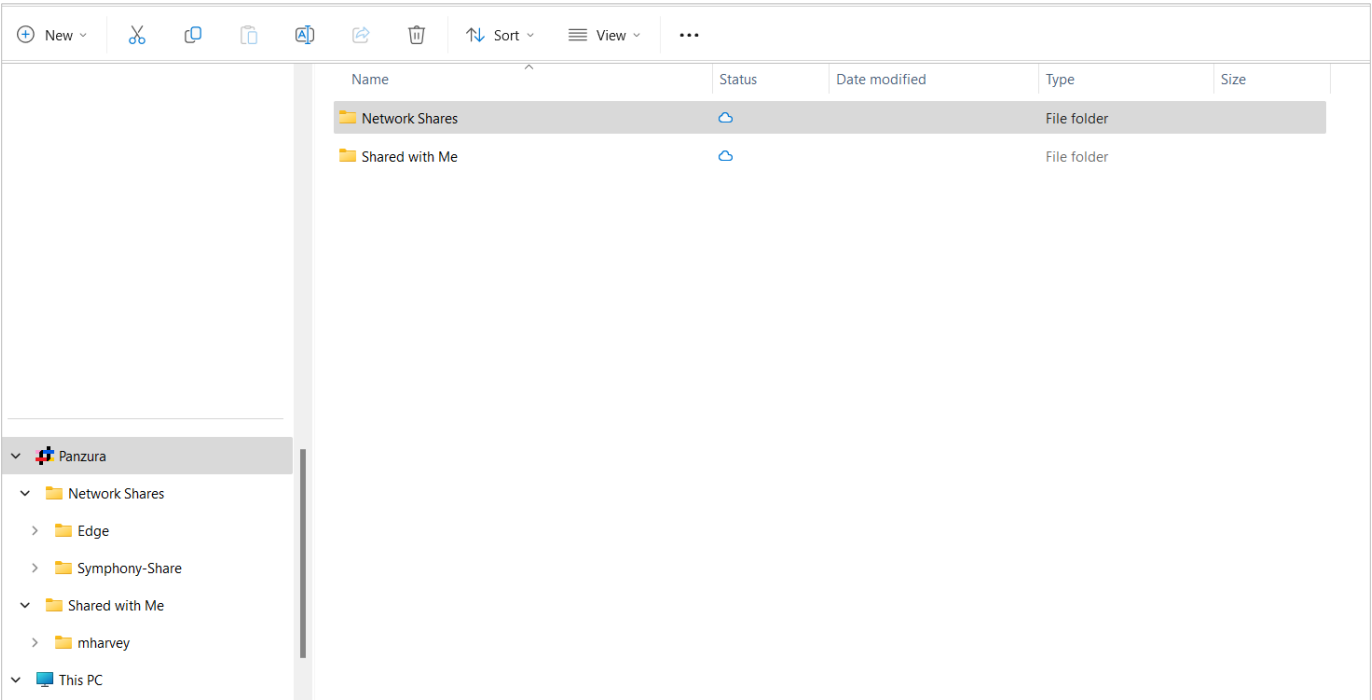 New Sort View
Name Status Date modified Type Size
Network Shares File folder
Shared with Me File folder
Panzura
Network Shares
Edge
Symphony-Share
Shared with Me
mharvey
This PC